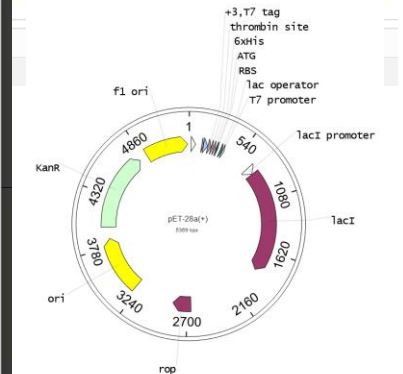 +3,T7 tag
thrombin site
6xHis
ATG
RBS
lac operator
T7 promoter
f1 ori
1
540
4860
lacI promoter
KanR
4320
1080
pET-28a(+)
5369 bps
lacI
3780
1620
ori
3240
2160
2700
rop